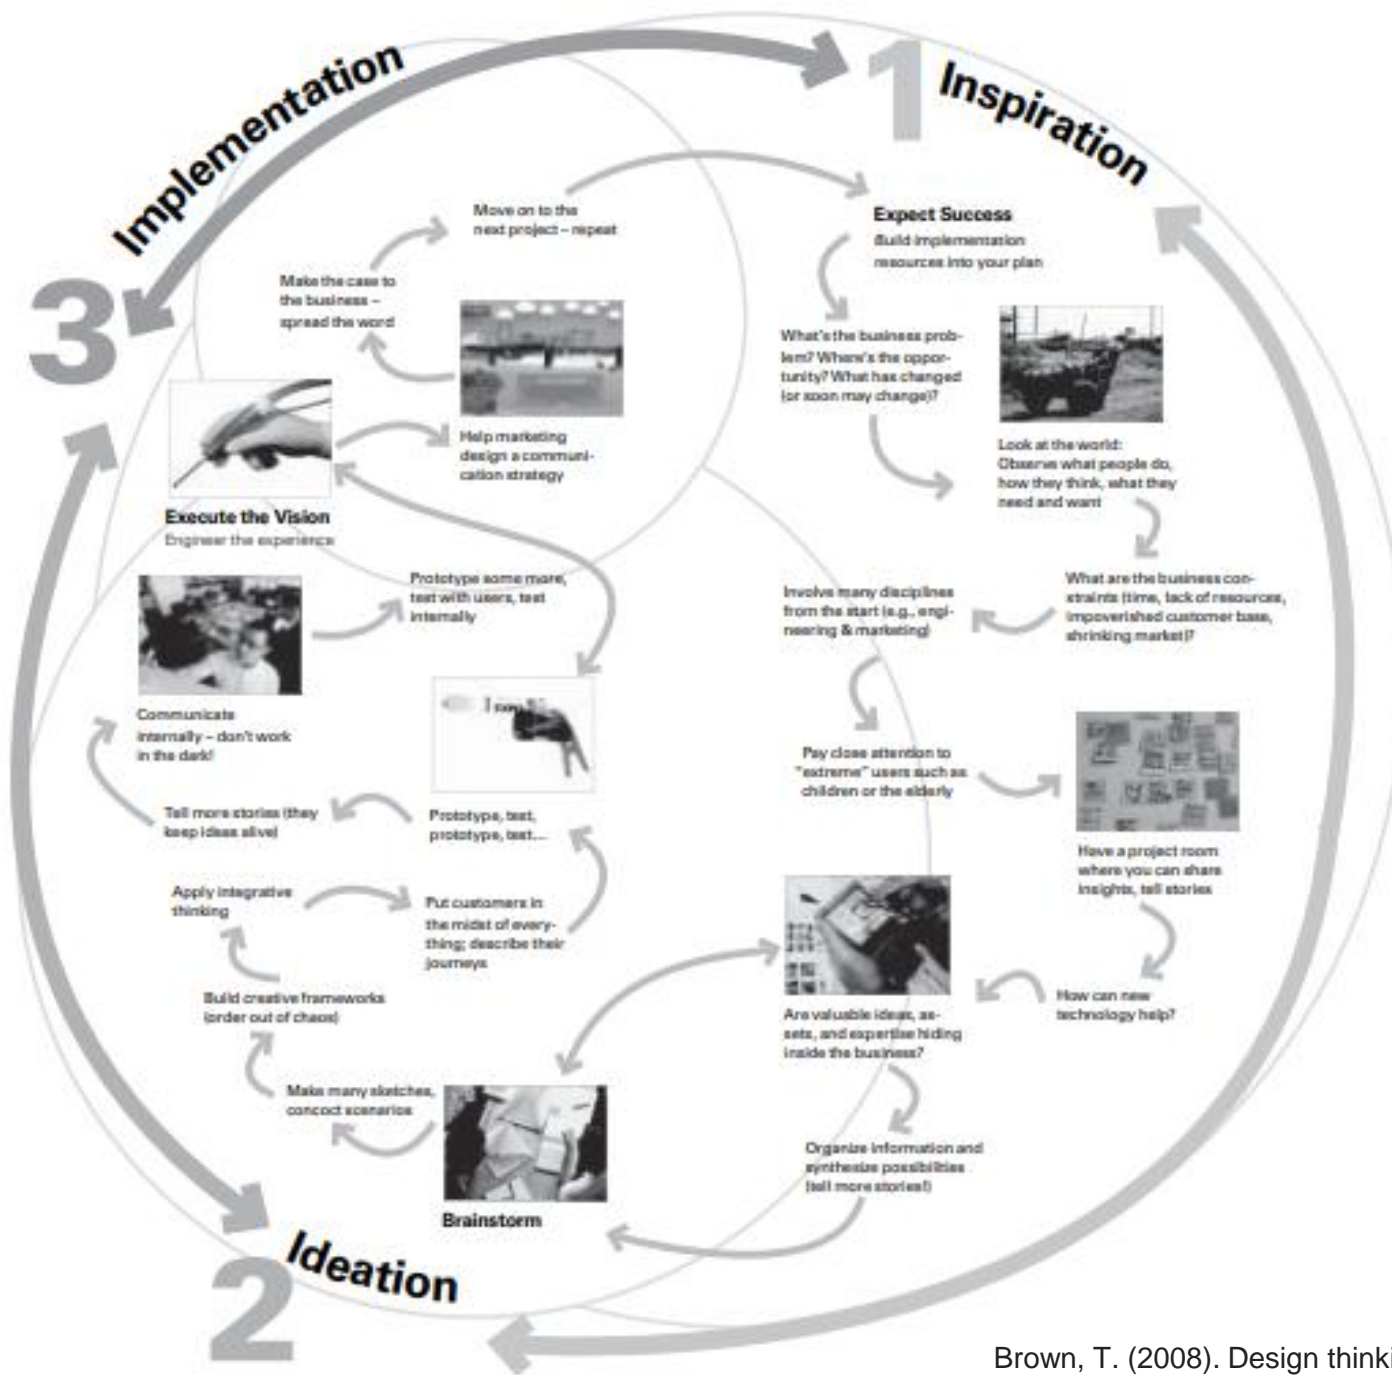 1
Inspiration
Expect Success
Build implementation
resources into your plan
What's the business prob-
lem? Where's the oppor-
tunity? What has changed
(or soon may change)?
Look at the world:
Observe what people do,
how they think, what they
need and want
What are the business con-
straints (time, lack of resources,
impoverished customer base,
shrinking market)?
Involve many disciplines
from the start (e.g., engi-
neering & marketing)
Pay close attention to
"extreme" users such as
children or the elderly
Have a project room
where you can share
insights, tell stories
How can new
technology help?
Are valuable ideas, as-
sets, and expertise hiding
inside the business?
Organize information and
synthesize possibilities
(tell more stories!)
2
Ideation
Brainstorm
Make many sketches,
concoct scenarios
Build creative frameworks
(order out of chaos)
Apply integrative
thinking
Put customers in
the midst of every-
thing; describe their
journeys
Prototype, test,
prototype, test...
Tell more stories (they
keep ideas alive)
Communicate
internally – don't work
in the dark!
Prototype some more,
test with users, test
internally
3
Implementation
Execute the Vision
Engineer the experience
Help marketing
design a communi-
cation strategy
Make the case to
the business –
spread the word
Move on to the
next project – repeat
Brown, T. (2008). Design thinki